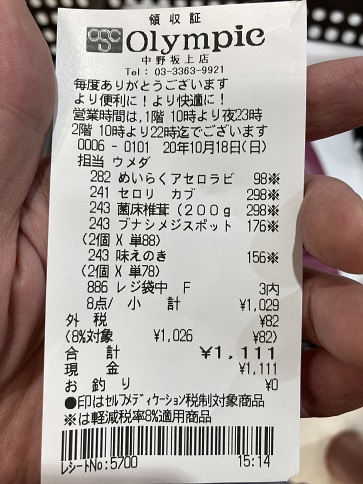 領収証
OSC Olympic
中野坂上店
Tel : 03-3363-9921
毎度ありがとうございます
より便利に!より快適に!
営業時間は、1階 10時より夜23時
2階 10時より22時迄でございます
0006 - 0101 20年10月18日(日)
担当 ウメダ
282 めいらくアセロラビ 98※
241 セロリ カブ 298※
243 菌床椎茸(200g 298※
243 ブナシメジスポット 176※
(2個 X 単88)
243 味えのき 156※
(2個 X 単78)
886 レジ袋中 F 3内
8点/ 小計 ¥1,029
外税 ¥82
(8%対象 ¥1,026 ¥82)
合計 ¥1,111
現金 ¥1,111
お釣り ¥0
●印はセルフメディケーション税制対象商品
※は軽減税率8%適用商品
レシートNo:5700 15:14